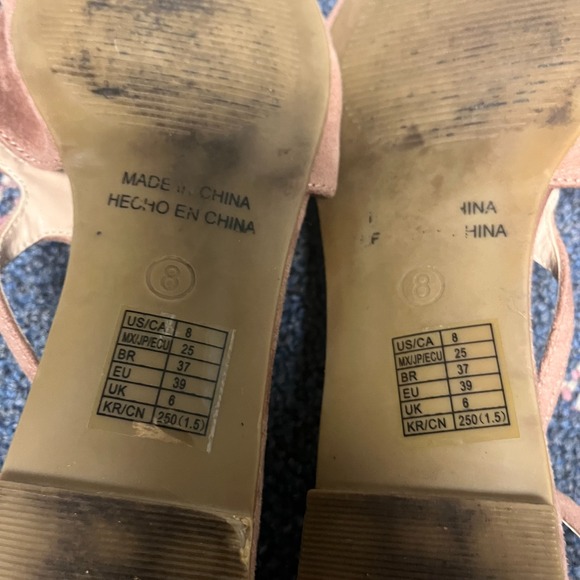 MADE IN CHINA
HECHO EN CHINA
8
US/CA 8
MX/JP/ECU 25
BR 37
EU 39
UK 6
KR/CN 250(1.5)
HINA
CHINA
8
US/CA 8
MX/JP/ECU 25
BR 37
EU 39
UK 6
KR/CN 250(1.5)